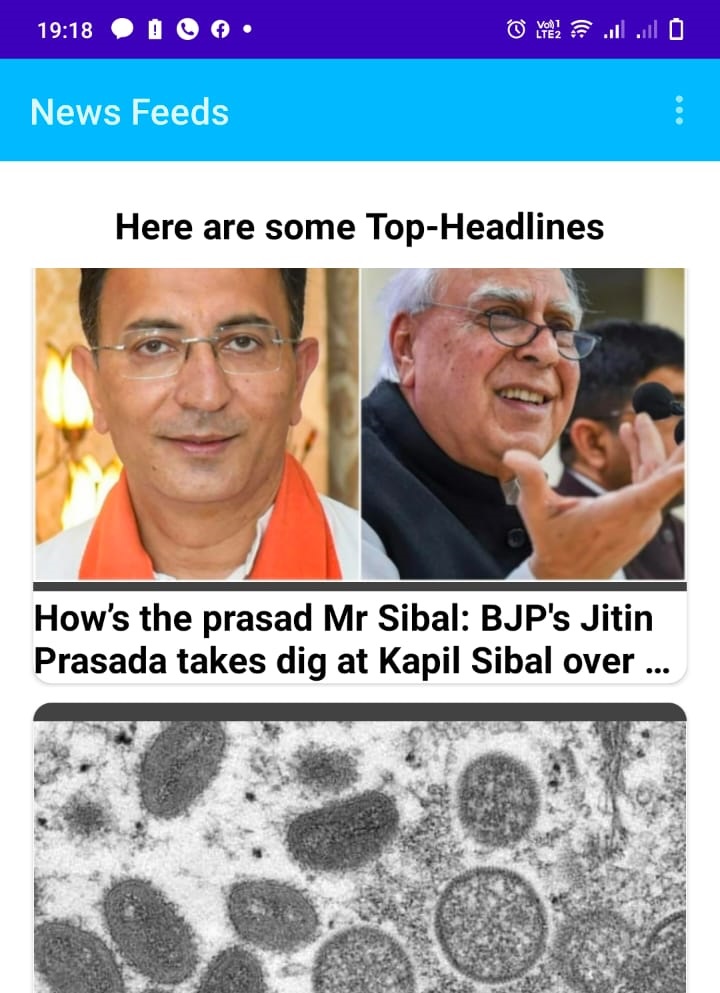 19:18
Vo)) 1
LTE2
News Feeds
Here are some Top-Headlines
How’s the prasad Mr Sibal: BJP's Jitin
Prasada takes dig at Kapil Sibal over ...